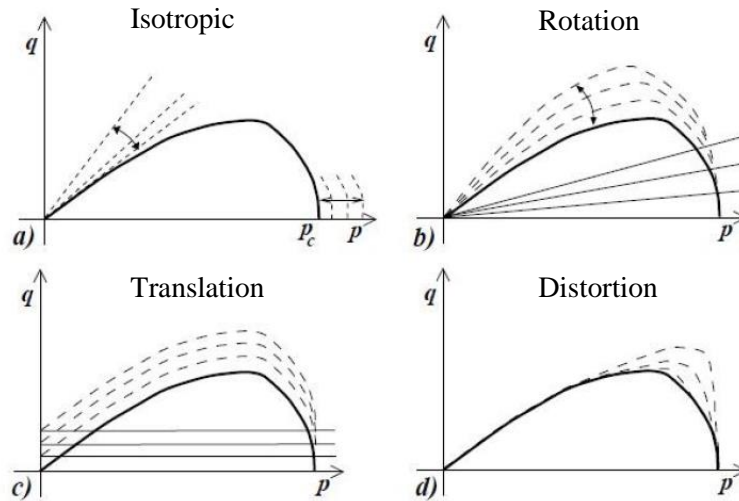 Isotropic
q
p_c
p
a)
Rotation
q
p
b)
Translation
q
p
c)
Distortion
q
p
d)